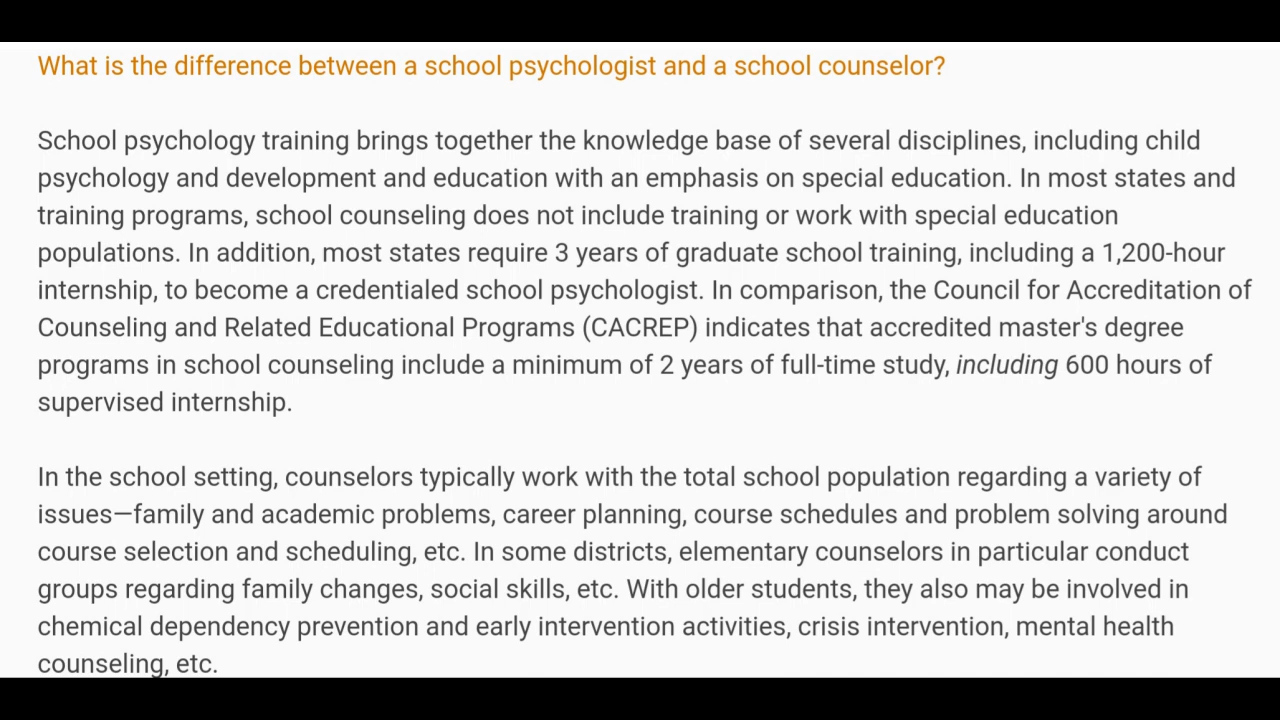 What is the difference between a school psychologist and a school counselor?
School psychology training brings together the knowledge base of several disciplines, including child
psychology and development and education with an emphasis on special education. In most states and
training programs, school counseling does not include training or work with special education
populations. In addition, most states require 3 years of graduate school training, including a 1,200-hour
internship, to become a credentialed school psychologist. In comparison, the Council for Accreditation of
Counseling and Related Educational Programs (CACREP) indicates that accredited master's degree
programs in school counseling include a minimum of 2 years of full-time study, including 600 hours of
supervised internship.
In the school setting, counselors typically work with the total school population regarding a variety of
issues—family and academic problems, career planning, course schedules and problem solving around
course selection and scheduling, etc. In some districts, elementary counselors in particular conduct
groups regarding family changes, social skills, etc. With older students, they also may be involved in
chemical dependency prevention and early intervention activities, crisis intervention, mental health
counseling, etc.